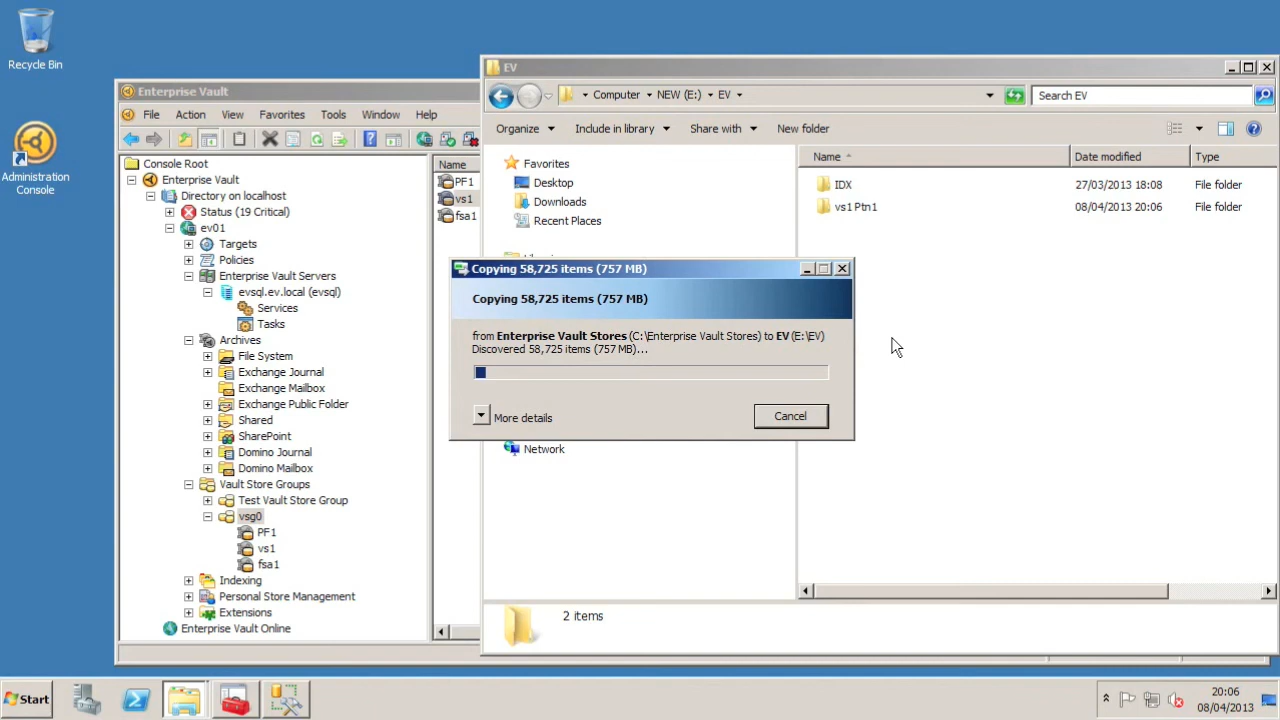 Recycle Bin
Administration
Console
Enterprise Vault
File Action View Favorites Tools Window Help
Console Root
Enterprise Vault
Directory on localhost
Status (19 Critical)
ev01
Targets
Policies
Enterprise Vault Servers
evsql.ev.local (evsql)
Services
Tasks
Archives
File System
Exchange Journal
Exchange Mailbox
Exchange Public Folder
Shared
SharePoint
Domino Journal
Domino Mailbox
Vault Store Groups
Test Vault Store Group
vsg0
PF1
vs1
fsa1
Indexing
Personal Store Management
Extensions
Enterprise Vault Online
Name
PF1
vs1
fsa1
EV
Computer NEW (E:) EV
Search EV
Organize Include in library Share with New folder
Favorites
Desktop
Downloads
Recent Places
Network
Name Date modified Type
IDX 27/03/2013 18:08 File folder
vs1 Ptn1 08/04/2013 20:06 File folder
2 items
Copying 58,725 items (757 MB)
Copying 58,725 items (757 MB)
from Enterprise Vault Stores (C:\Enterprise Vault Stores) to EV (E:\EV)
Discovered 58,725 items (757 MB)...
More details
Cancel
Start
20:06
08/04/2013